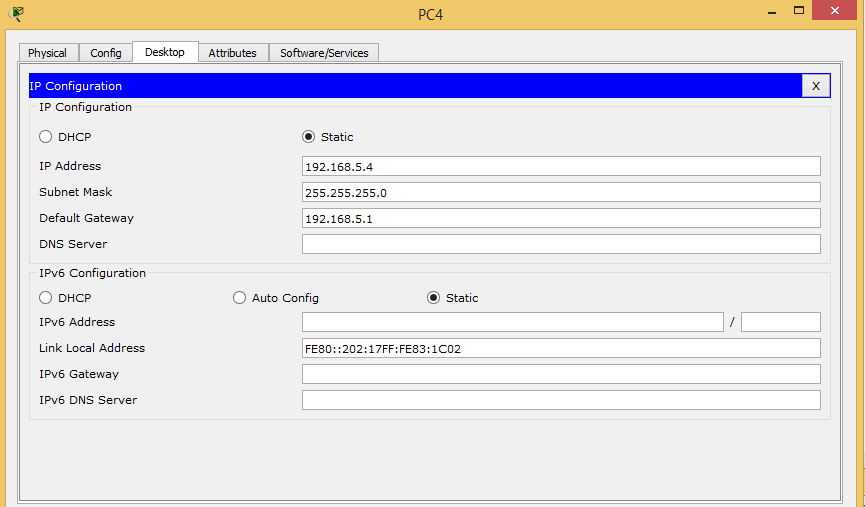 PC4
Physical Config Desktop Attributes Software/Services
IP Configuration X
IP Configuration
DHCP Static
IP Address 192.168.5.4
Subnet Mask 255.255.255.0
Default Gateway 192.168.5.1
DNS Server
IPv6 Configuration
DHCP Auto Config Static
IPv6 Address /
Link Local Address FE80::202:17FF:FE83:1C02
IPv6 Gateway
IPv6 DNS Server